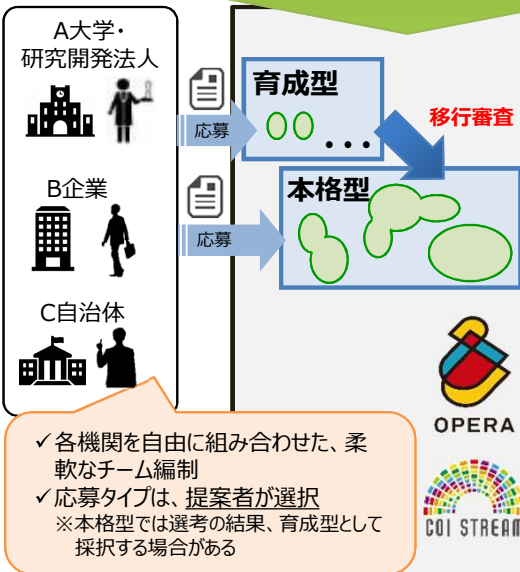 A大学・
研究開発法人
応募
育成型
・・・
移行審査
B企業
応募
本格型
C自治体
OPERA
COI STREAM
✓各機関を自由に組み合わせた、柔
軟なチーム編制
✓応募タイプは、提案者が選択
※本格型では選考の結果、育成型として
採択する場合がある